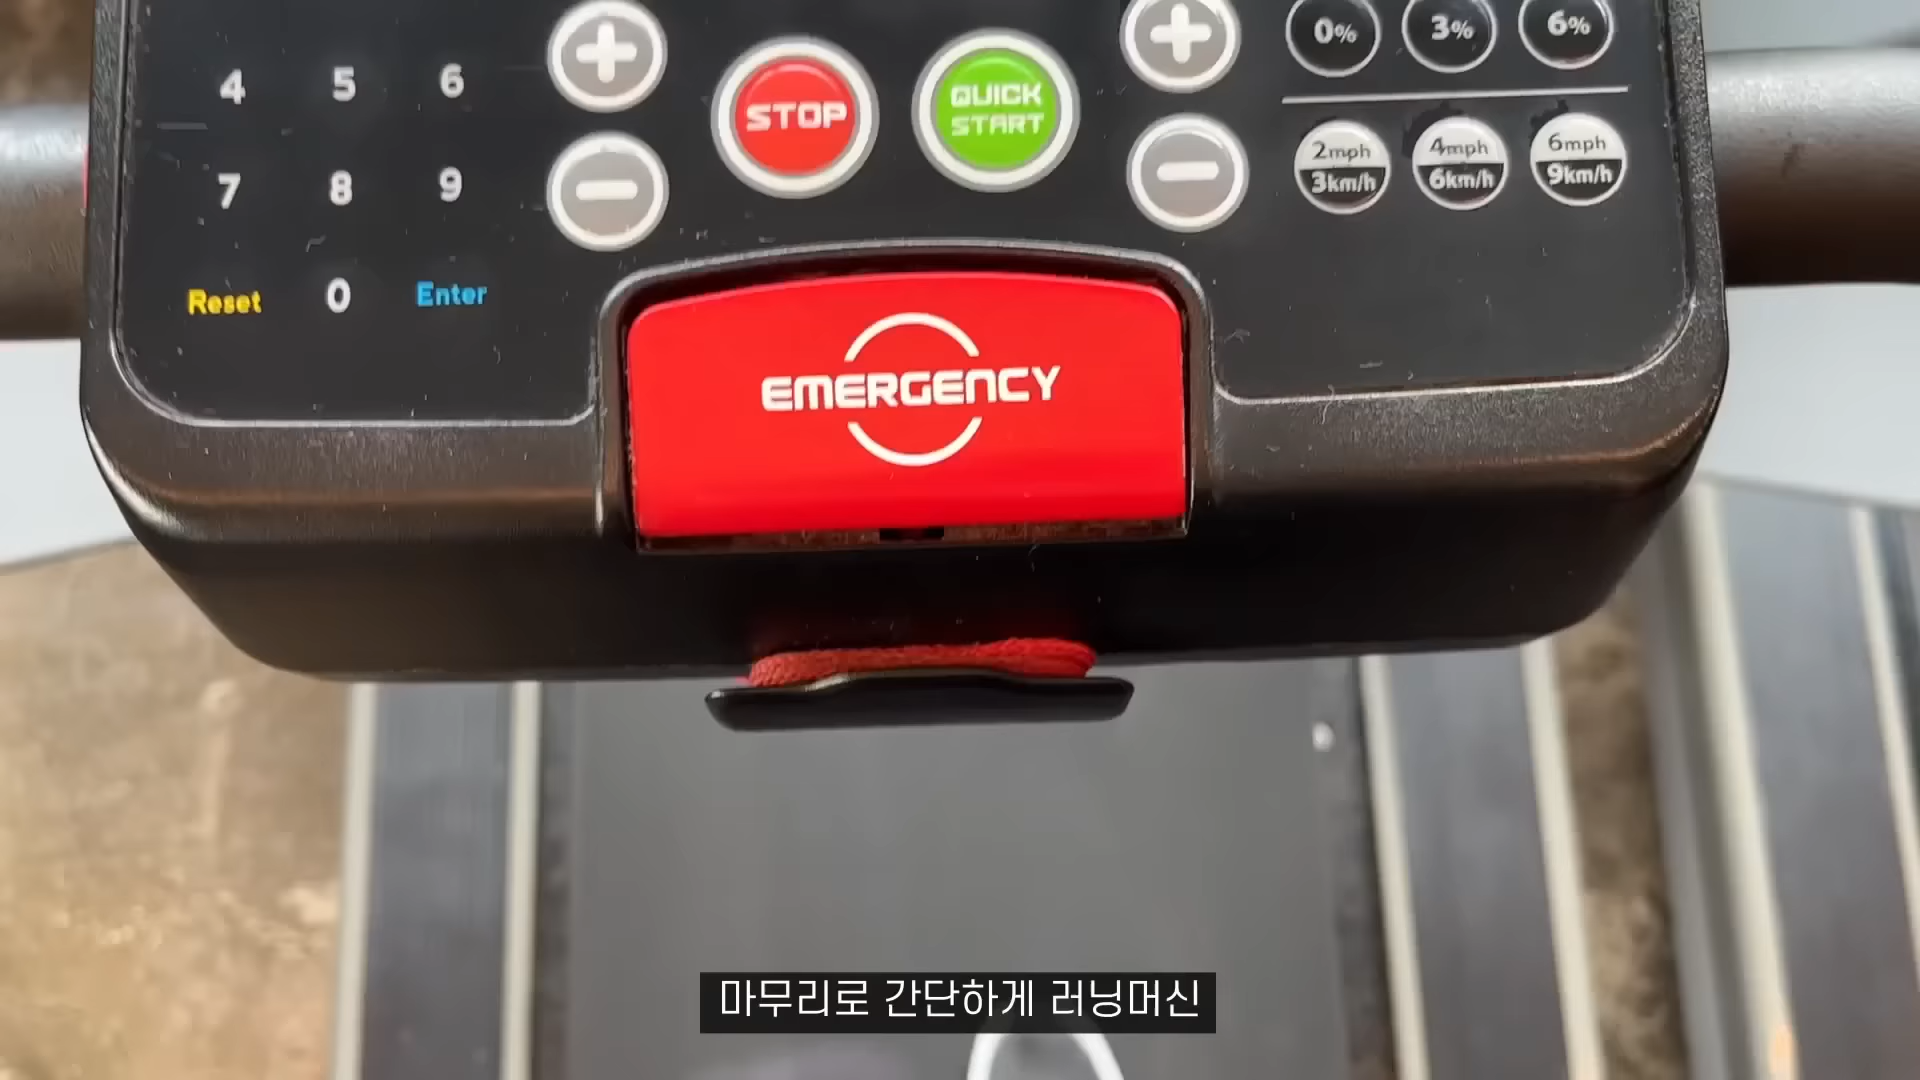 4 5 6
7 8 9
Reset 0 Enter
+
−
STOP
QUICK
START
+
−
0% 3% 6%
2mph 4mph 6mph
3km/h 6km/h 9km/h
EMERGENCY
마무리로 간단하게 러닝머신